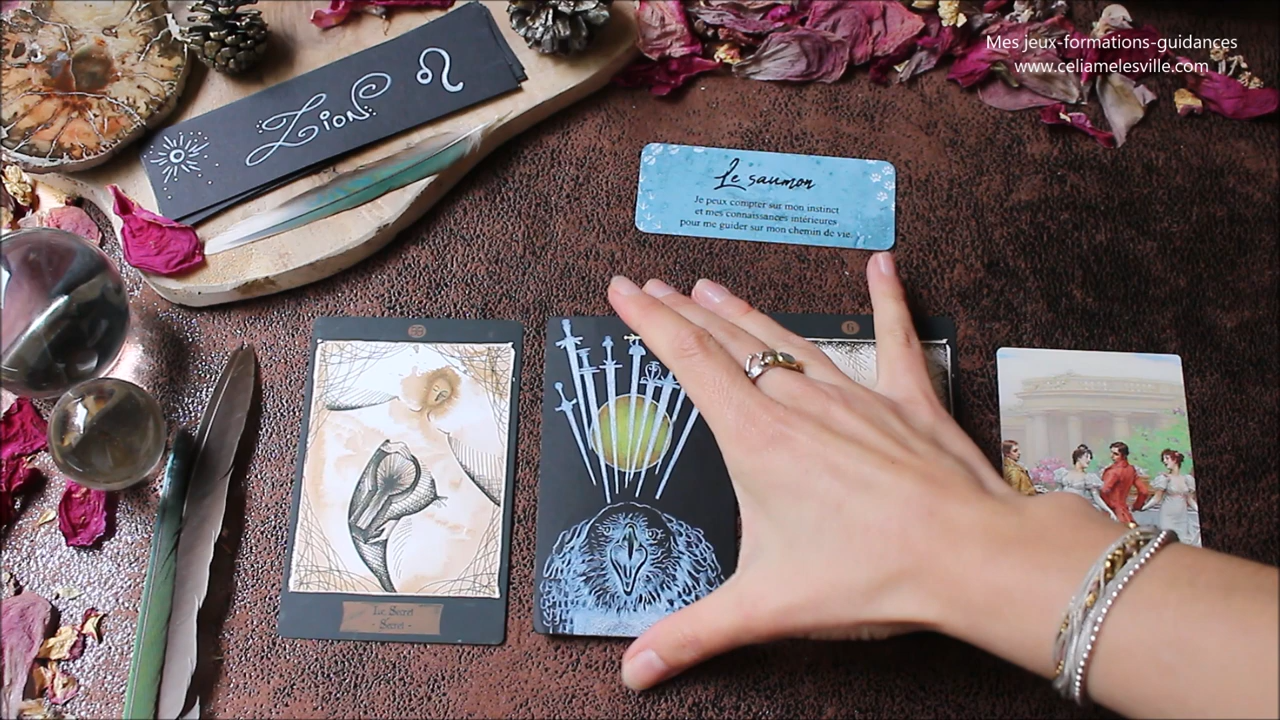 Mes jeux-formations-guidances
www.celiamelesville.com
Lion
Le saumon
Je peux compter sur mon instinct
et mes connaissances intérieures
pour me guider sur mon chemin de vie.
Le Secret
- Secret -